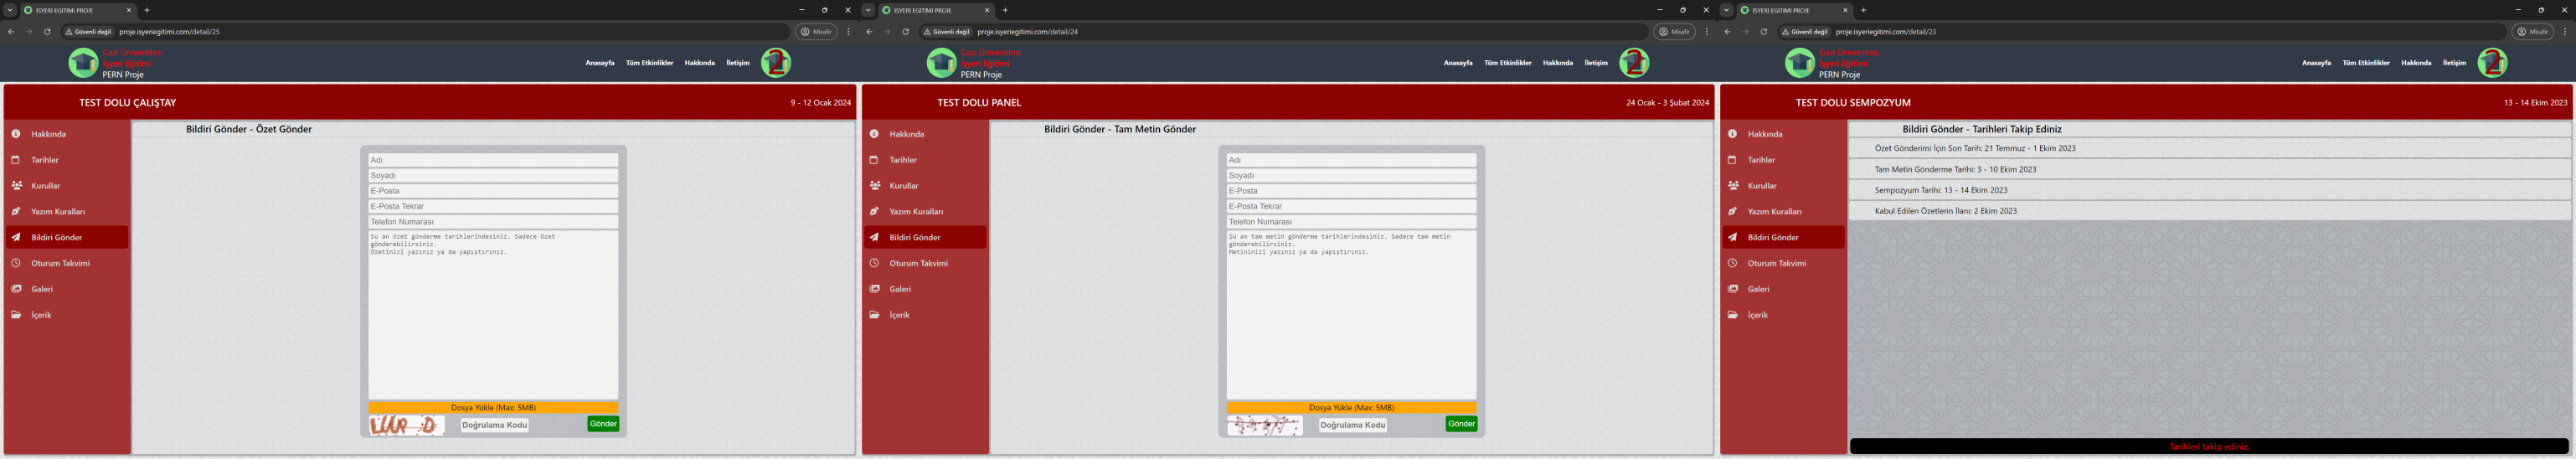 ISYERI EGITIMI PROJE
Güvenli değil
proje.isyeriegitimi.com/detail/25
Misafir
Gazi Üniversitesi
İşyeri Eğitimi
PERN Proje
Anasayfa
Tüm Etkinlikler
Hakkında
İletişim
2
TEST DOLU ÇALIŞTAY
9 - 12 Ocak 2024
Hakkında
Tarihler
Kurullar
Yazım Kuralları
Bildiri Gönder
Oturum Takvimi
Galeri
İçerik
Bildiri Gönder - Özet Gönder
Adı
Soyadı
E-Posta
E-Posta Tekrar
Telefon Numarası
Şu an özet gönderme tarihlerindesiniz. Sadece özet
gönderebilirsiniz.
Özetinizi yazınız ya da yapıştırınız.
Dosya Yükle (Max: 5MB)
Doğrulama Kodu
Gönder
ISYERI EGITIMI PROJE
Güvenli değil
proje.isyeriegitimi.com/detail/24
Misafir
Gazi Üniversitesi
İşyeri Eğitimi
PERN Proje
Anasayfa
Tüm Etkinlikler
Hakkında
İletişim
2
TEST DOLU PANEL
24 Ocak - 3 Şubat 2024
Hakkında
Tarihler
Kurullar
Yazım Kuralları
Bildiri Gönder
Oturum Takvimi
Galeri
İçerik
Bildiri Gönder - Tam Metin Gönder
Adı
Soyadı
E-Posta
E-Posta Tekrar
Telefon Numarası
Şu an tam metin gönderme tarihlerindesiniz. Sadece tam metin
gönderebilirsiniz.
Metininizi yazınız ya da yapıştırınız.
Dosya Yükle (Max: 5MB)
Doğrulama Kodu
Gönder
ISYERI EGITIMI PROJE
Güvenli değil
proje.isyeriegitimi.com/detail/23
Misafir
Gazi Üniversitesi
İşyeri Eğitimi
PERN Proje
Anasayfa
Tüm Etkinlikler
Hakkında
İletişim
2
TEST DOLU SEMPOZYUM
13 - 14 Ekim 2023
Hakkında
Tarihler
Kurullar
Yazım Kuralları
Bildiri Gönder
Oturum Takvimi
Galeri
İçerik
Bildiri Gönder - Tarihleri Takip Ediniz
Özet Gönderimi İçin Son Tarih: 21 Temmuz - 1 Ekim 2023
Tam Metin Gönderme Tarihi: 3 - 10 Ekim 2023
Sempozyum Tarihi: 13 - 14 Ekim 2023
Kabul Edilen Özetlerin İlanı: 2 Ekim 2023
Tarihleri takip ediniz.